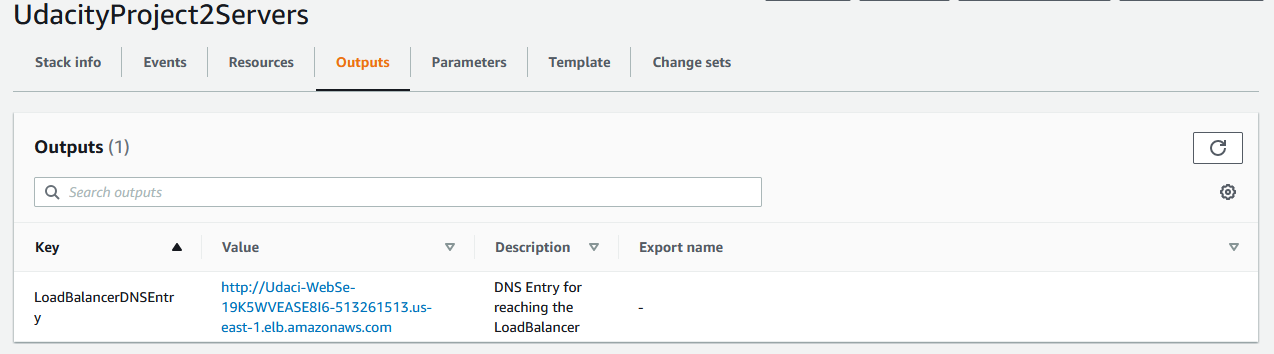 UdacityProject2Servers
Stack info Events Resources Outputs Parameters Template Change sets
Outputs (1)
Search outputs
Key Value Description Export name
LoadBalancerDNSEntr
y
http://Udaci-WebSe-
19K5WVEASE8I6-513261513.us-
east-1.elb.amazonaws.com
DNS Entry for
reaching the
LoadBalancer
-